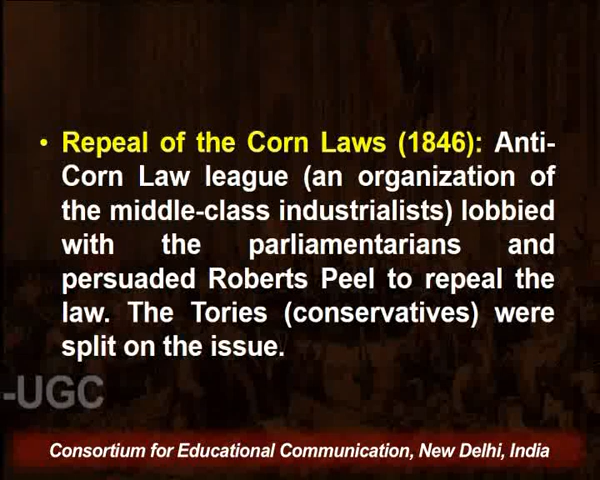 • Repeal of the Corn Laws (1846): Anti-
Corn Law league (an organization of
the middle-class industrialists) lobbied
with the parliamentarians and
persuaded Roberts Peel to repeal the
law. The Tories (conservatives) were
split on the issue.
-UGC
Consortium for Educational Communication, New Delhi, India